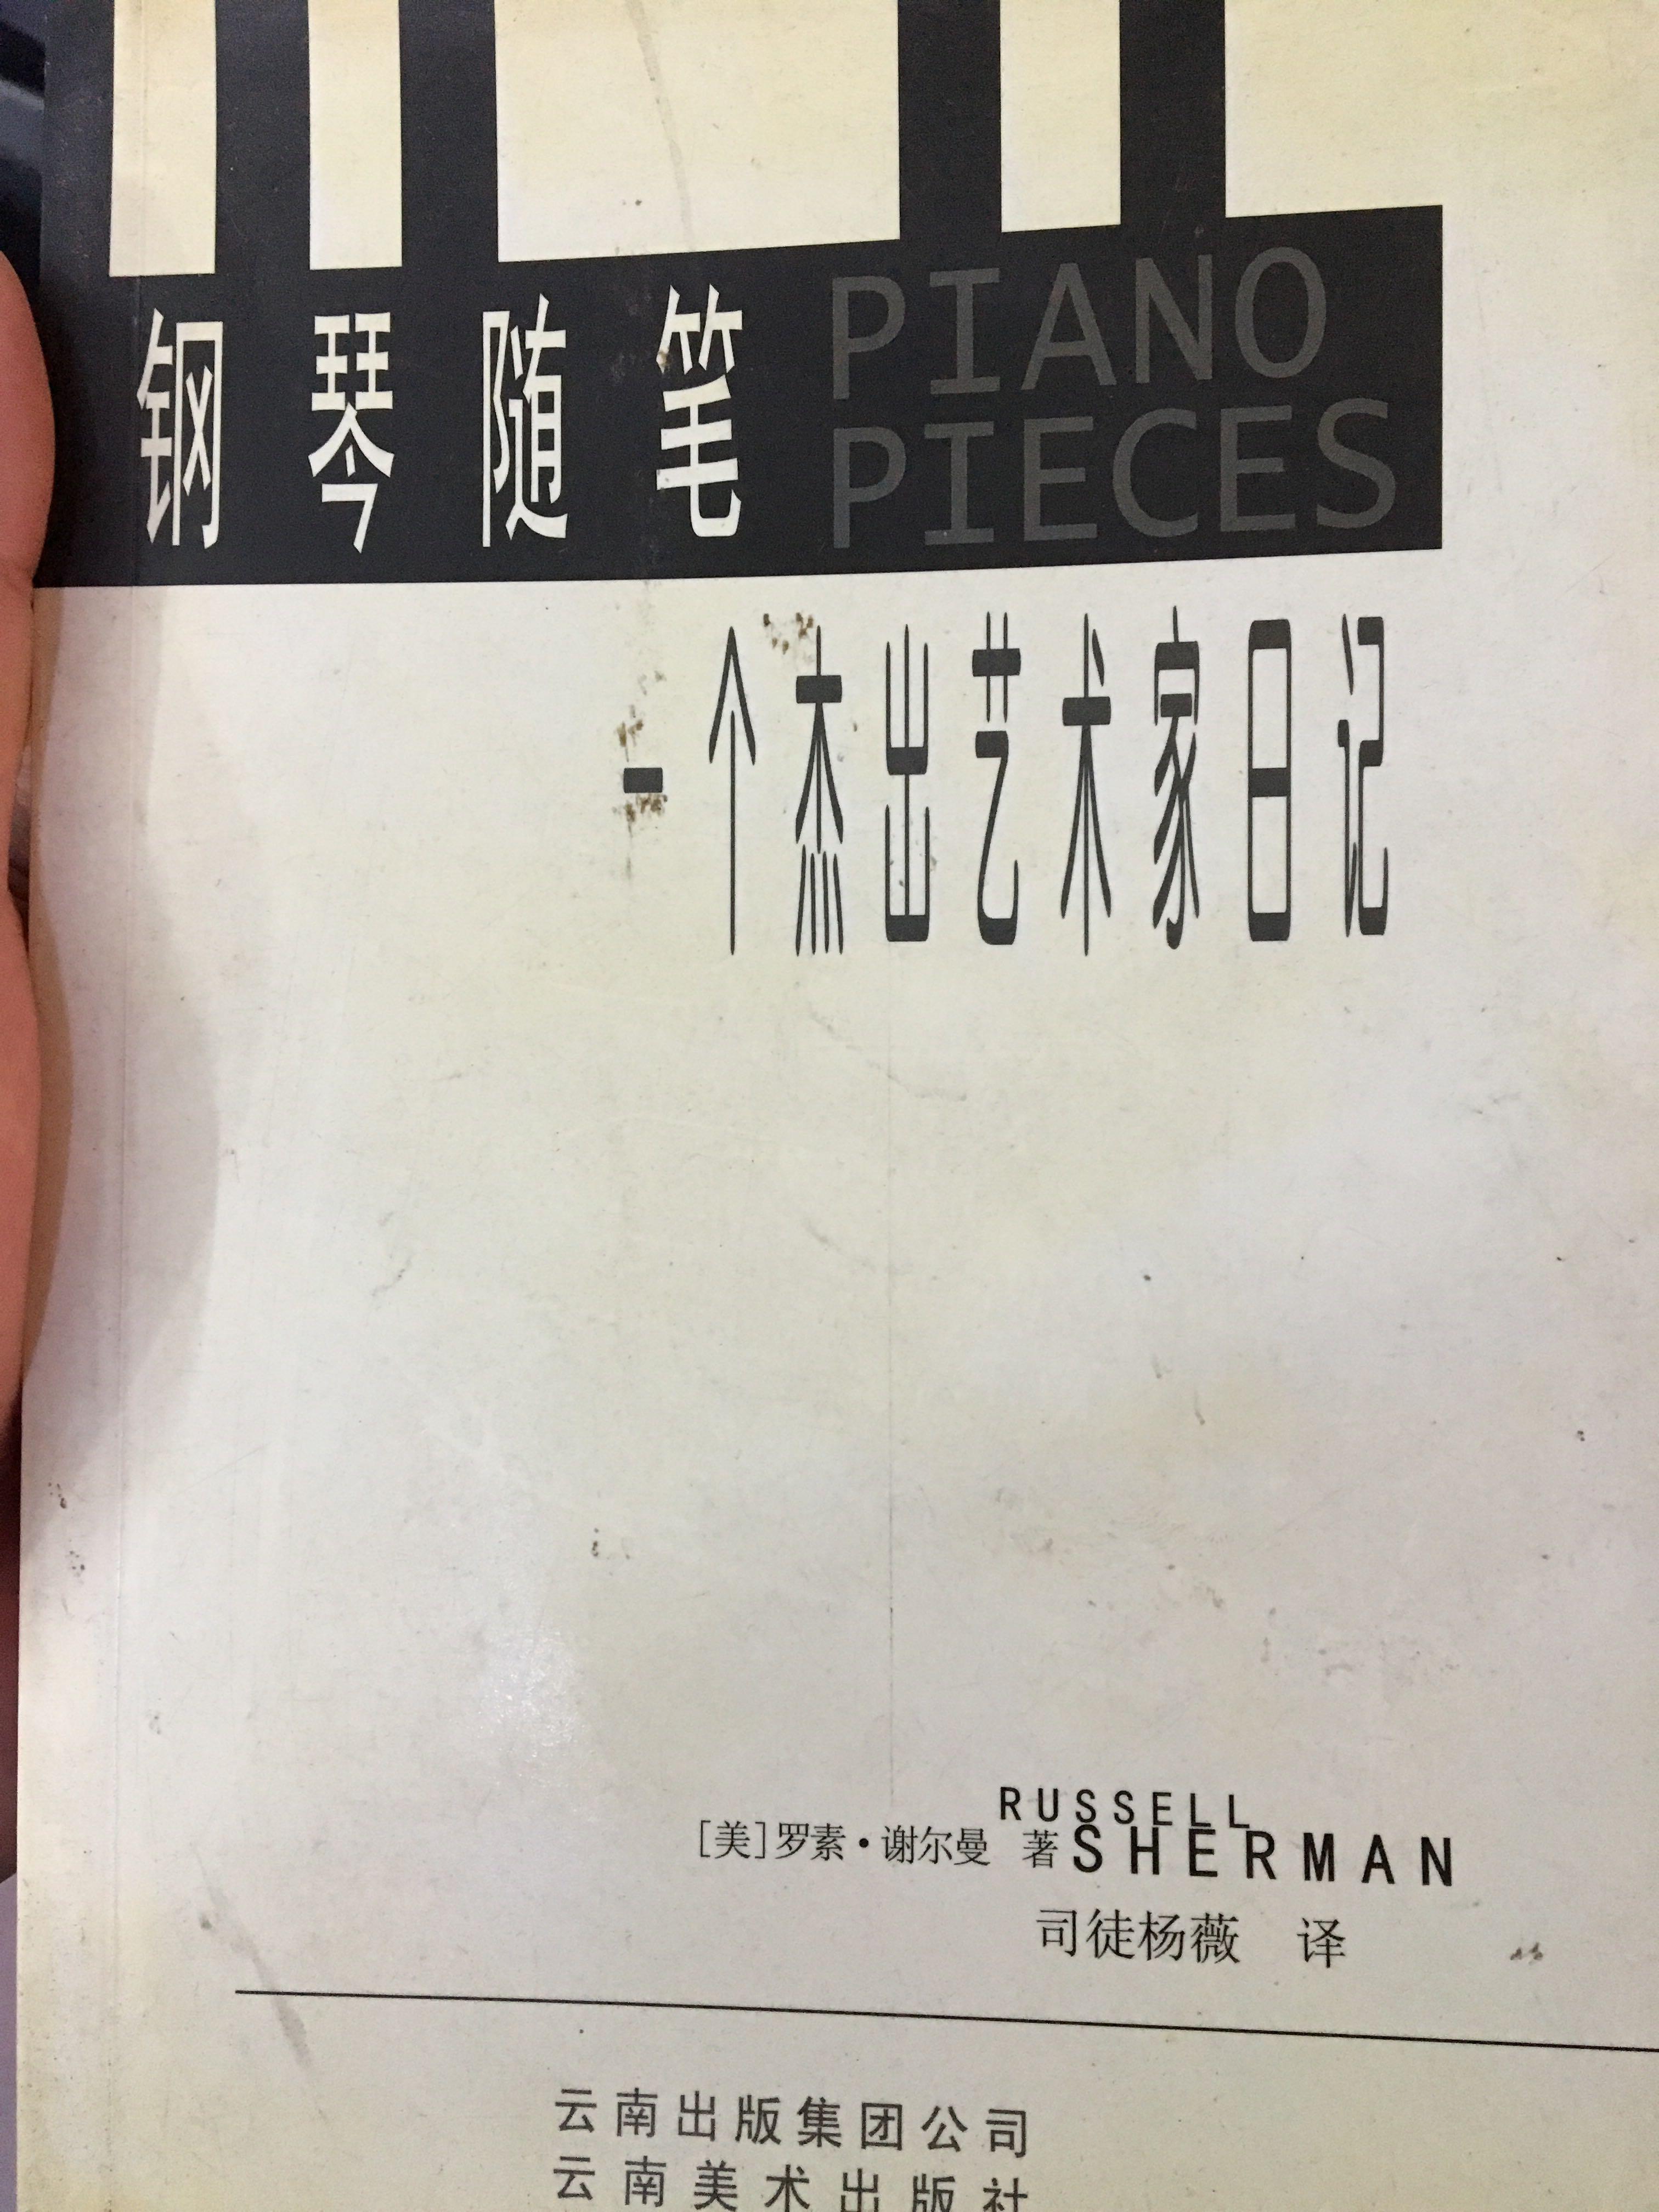 钢琴随笔
PIANO
PIECES
一个杰出艺术家日记
RUSSELL
[美]罗素·谢尔曼 著 SHERMAN
司徒杨薇 译
云南出版集团公司
云南美术出版社